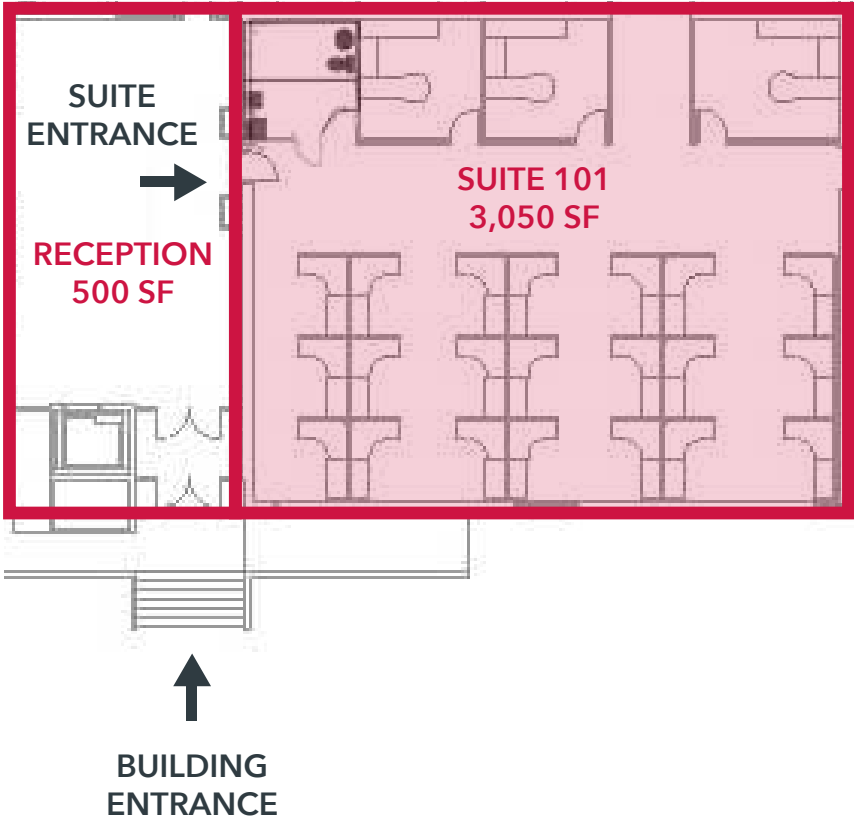 SUITE
ENTRANCE
SUITE 101
3,050 SF
RECEPTION
500 SF
BUILDING
ENTRANCE